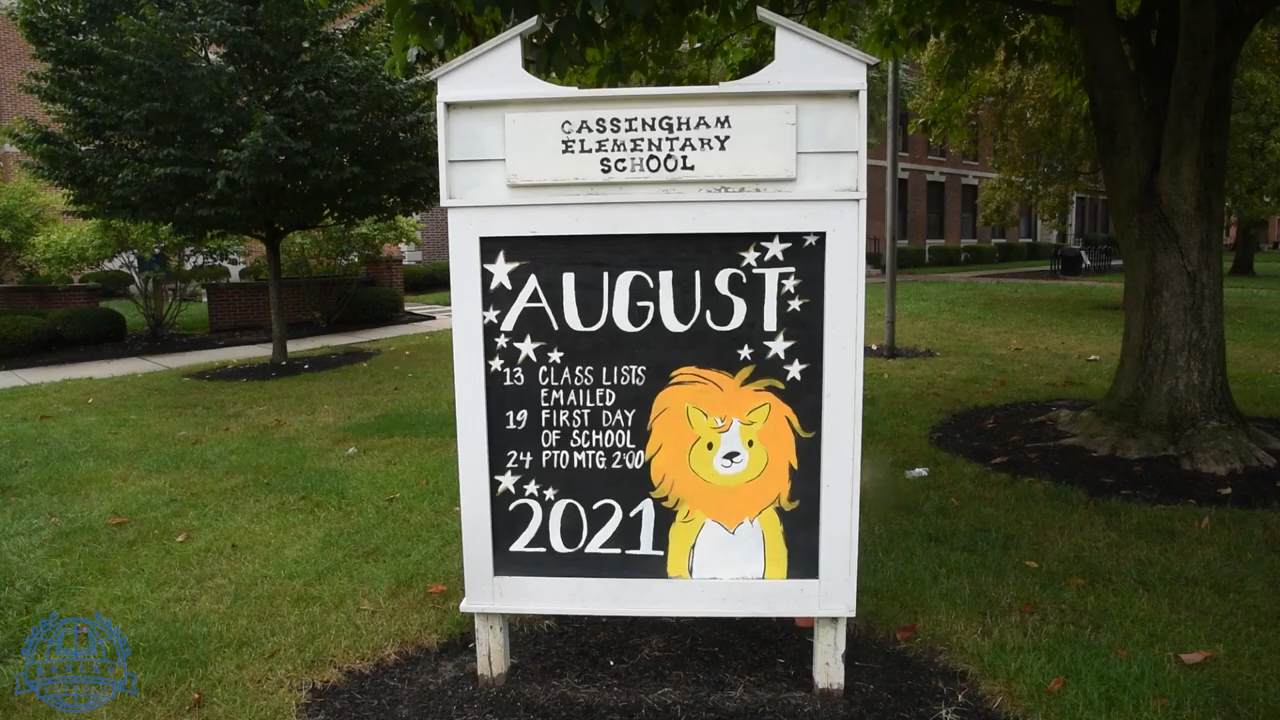 CASSINGHAM
ELEMENTARY
SCHOOL
AUGUST
13 CLASS LISTS
EMAILED
19 FIRST DAY
OF SCHOOL
24 PTO MTG. 2:00
2021